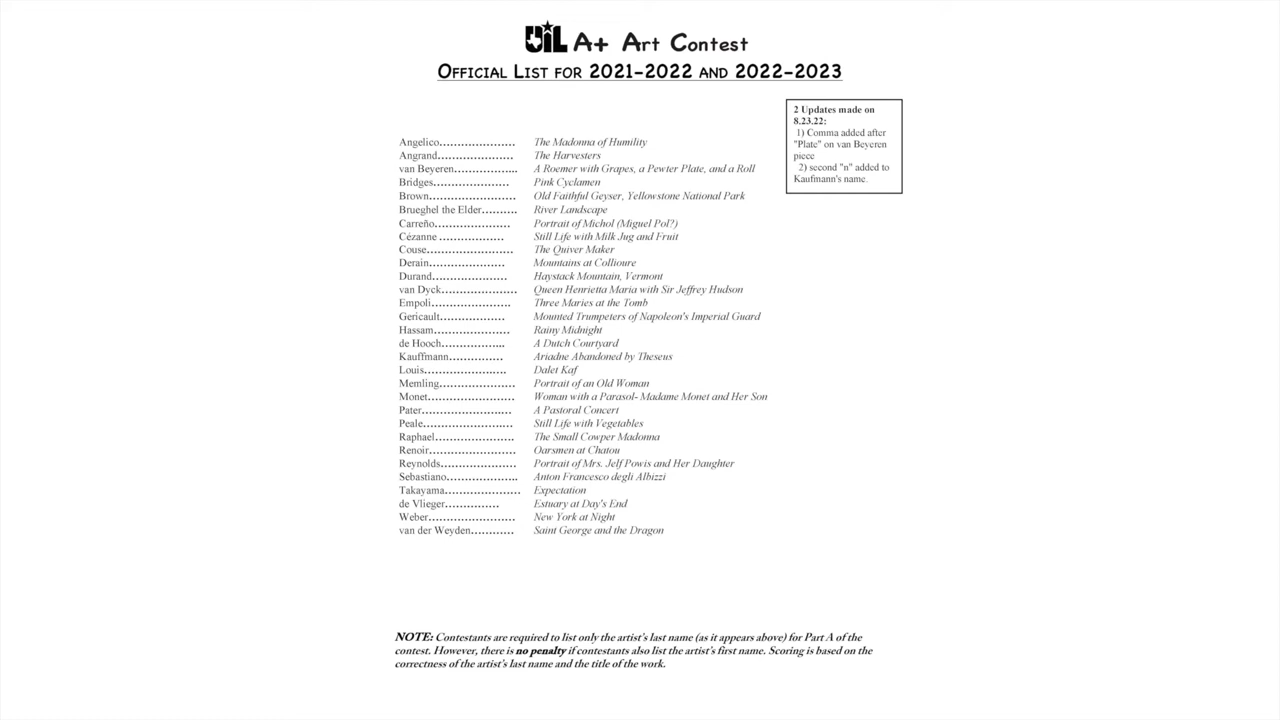 UIL A+ Art Contest
Official List for 2021-2022 and 2022-2023
2 Updates made on
8.23.22:
1) Comma added after
"Plate" on van Beyeren
piece
2) second "n" added to
Kaufmann's name.
Angelico………………… The Madonna of Humility
Angrand………………… The Harvesters
van Beyeren……………... A Roemer with Grapes, a Pewter Plate, and a Roll
Bridges………………… Pink Cyclamen
Brown…………………… Old Faithful Geyser, Yellowstone National Park
Brueghel the Elder……… River Landscape
Carreño………………… Portrait of Michol (Miguel Pol?)
Cézanne ……………… Still Life with Milk Jug and Fruit
Couse…………………… The Quiver Maker
Derain………………… Mountains at Collioure
Durand………………… Haystack Mountain, Vermont
van Dyck………………… Queen Henrietta Maria with Sir Jeffrey Hudson
Empoli…………………. Three Maries at the Tomb
Gericault……………… Mounted Trumpeters of Napoleon's Imperial Guard
Hassam………………… Rainy Midnight
de Hooch……………... A Dutch Courtyard
Kauffmann…………… Ariadne Abandoned by Theseus
Louis…………………. Dalet Kaf
Memling………………… Portrait of an Old Woman
Monet…………………… Woman with a Parasol- Madame Monet and Her Son
Pater………………….… A Pastoral Concert
Peale………………….… Still Life with Vegetables
Raphael…………………. The Small Cowper Madonna
Renoir…………………… Oarsmen at Chatou
Reynolds………………… Portrait of Mrs. Jelf Powis and Her Daughter
Sebastiano……………….. Anton Francesco degli Albizzi
Takayama………………… Expectation
de Vlieger…………… Estuary at Day's End
Weber…………………… New York at Night
van der Weyden………… Saint George and the Dragon
NOTE: Contestants are required to list only the artist's last name (as it appears above) for Part A of the
contest. However, there is no penalty if contestants also list the artist's first name. Scoring is based on the
correctness of the artist's last name and the title of the work.